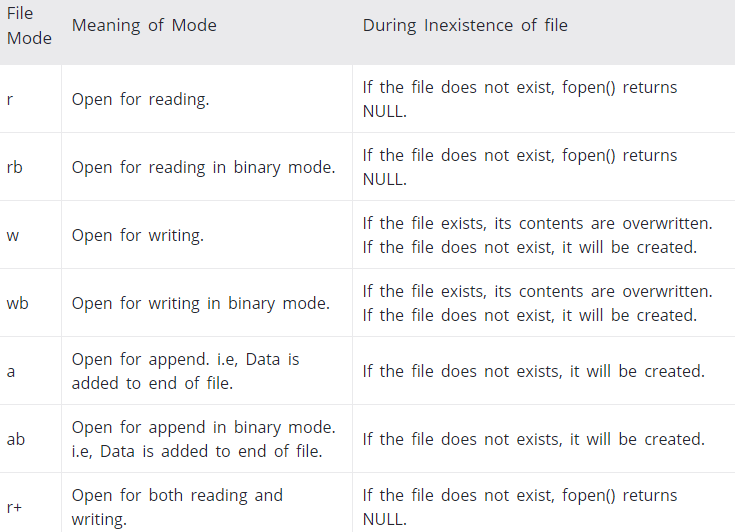 File
Mode
Meaning of Mode
During Inexistence of file
r
Open for reading.
If the file does not exist, fopen() returns
NULL.
rb
Open for reading in binary mode.
If the file does not exist, fopen() returns
NULL.
w
Open for writing.
If the file exists, its contents are overwritten.
If the file does not exist, it will be created.
wb
Open for writing in binary mode.
If the file exists, its contents are overwritten.
If the file does not exist, it will be created.
a
Open for append. i.e, Data is
added to end of file.
If the file does not exists, it will be created.
ab
Open for append in binary mode.
i.e, Data is added to end of file.
If the file does not exists, it will be created.
r+
Open for both reading and
writing.
If the file does not exist, fopen() returns
NULL.